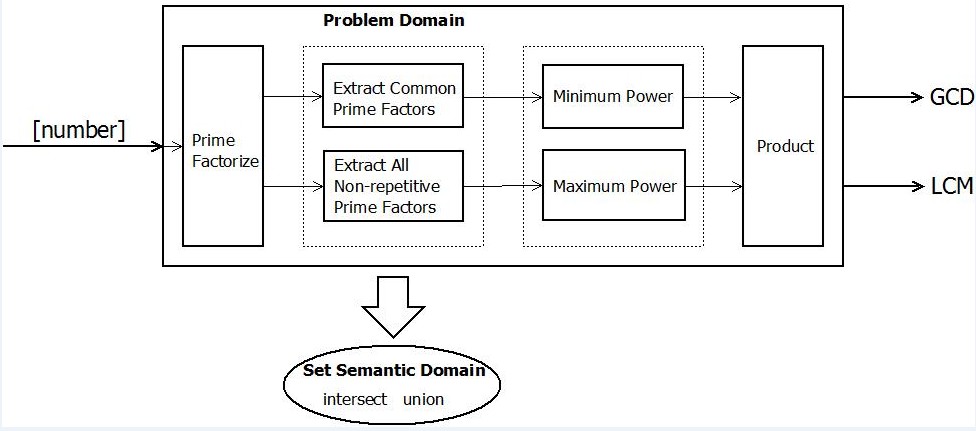 Problem Domain
[number]
Prime
Factorize
Extract Common
Prime Factors
Extract All
Non-repetitive
Prime Factors
Minimum Power
Maximum Power
Product
GCD
LCM
Set Semantic Domain
intersect union